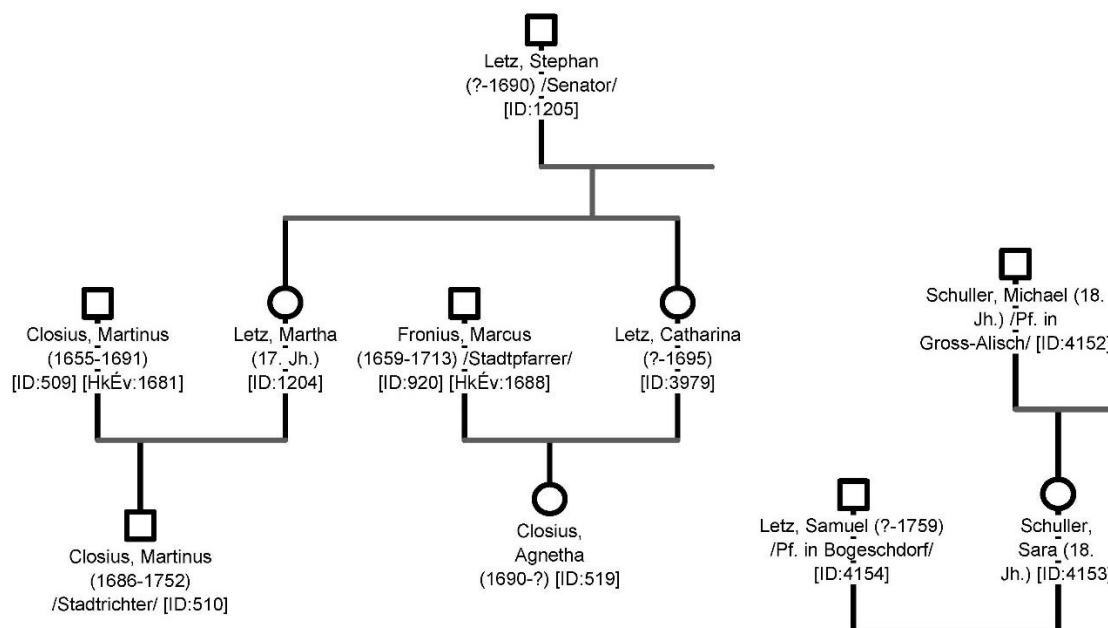 Letz, Stephan
(?-1690) /Senator/
[ID:1205]
Closius, Martinus
(1655-1691)
[ID:509] [HkÉv:1681]
Letz, Martha
(17. Jh.)
[ID:1204]
Fronius, Marcus
(1659-1713) /Stadtpfarrer/
[ID:920] [HkÉv:1688]
Letz, Catharina
(?-1695)
[ID:3979]
Schuller, Michael (18.
Jh.) /Pf. in
Gross-Alisch/ [ID:4152]
Closius, Martinus
(1686-1752)
/Stadtrichter/ [ID:510]
Closius,
Agnetha
(1690-?) [ID:519]
Letz, Samuel (?-1759)
/Pf. in Bogeschdorf/
[ID:4154]
Schuller,
Sara (18.
Jh.) [ID:4153]